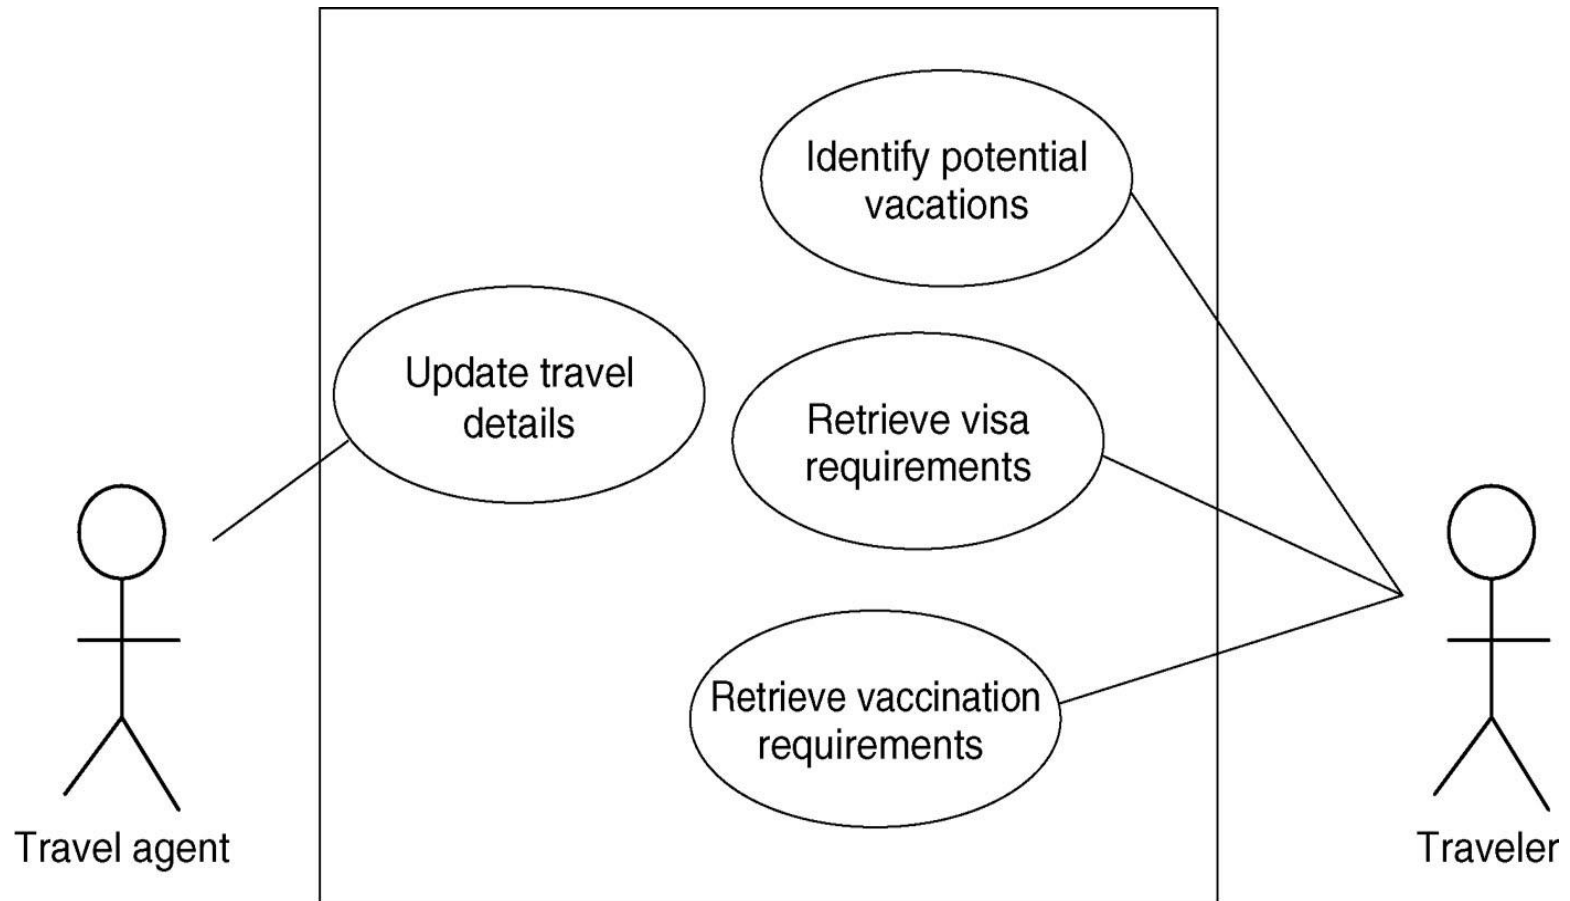 Identify potential
vacations
Update travel
details
Retrieve visa
requirements
Retrieve vaccination
requirements
Travel agent
Traveler